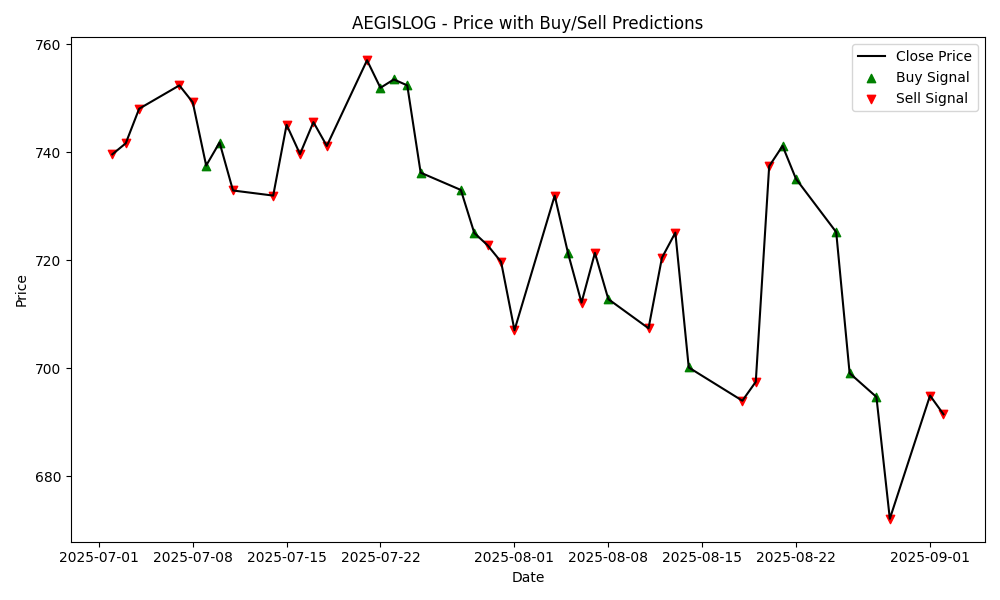 AEGISLOG - Price with Buy/Sell Predictions
Close Price
Buy Signal
Sell Signal
Price
760
740
720
700
680
2025-07-01
2025-07-08
2025-07-15
2025-07-22
2025-08-01
2025-08-08
2025-08-15
2025-08-22
2025-09-01
Date